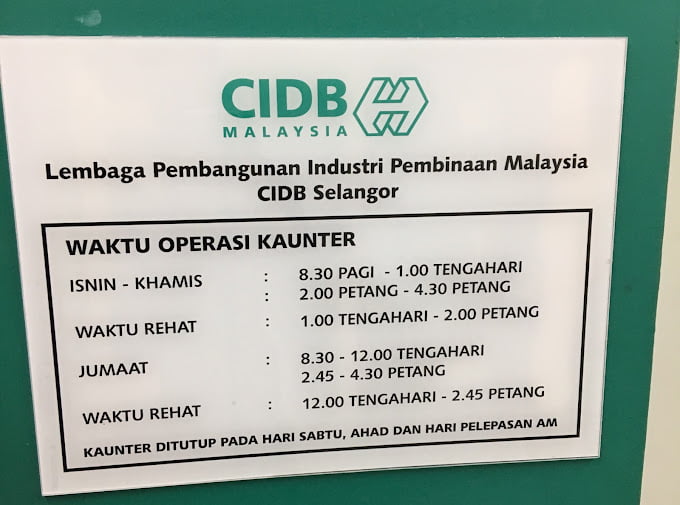 CIDB
MALAYSIA
Lembaga Pembangunan Industri Pembinaan Malaysia
CIDB Selangor
WAKTU OPERASI KAUNTER
ISNIN - KHAMIS : 8.30 PAGI - 1.00 TENGAHARI
: 2.00 PETANG - 4.30 PETANG
WAKTU REHAT : 1.00 TENGAHARI - 2.00 PETANG
JUMAAT : 8.30 - 12.00 TENGAHARI
2.45 - 4.30 PETANG
WAKTU REHAT : 12.00 TENGAHARI - 2.45 PETANG
KAUNTER DITUTUP PADA HARI SABTU, AHAD DAN HARI PELEPASAN AM